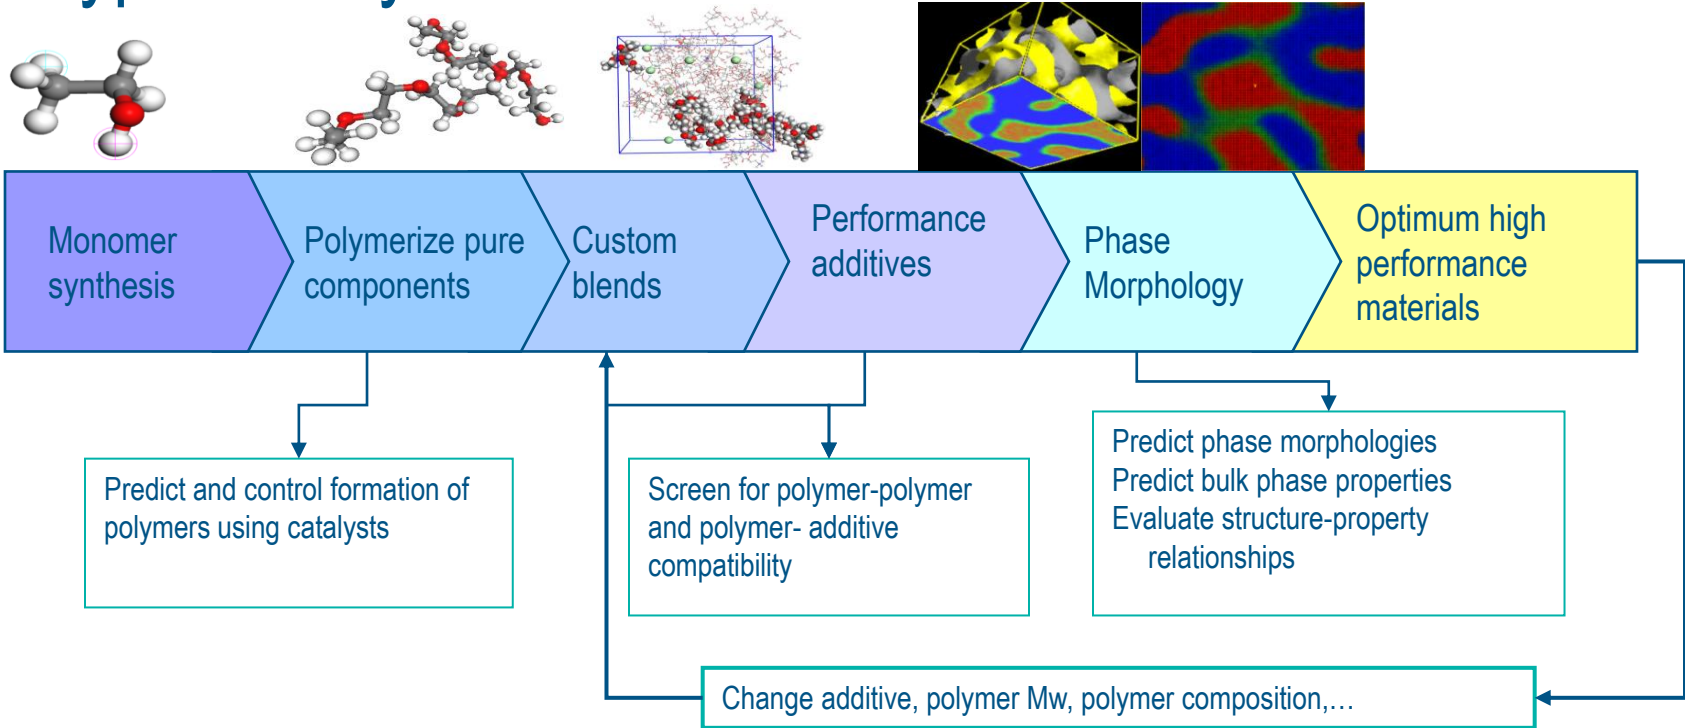 Monomer
synthesis
Polymerize pure
components
Custom
blends
Performance
additives
Phase
Morphology
Optimum high
performance
materials
Predict and control formation of
polymers using catalysts
Screen for polymer-polymer
and polymer- additive
compatibility
Predict phase morphologies
Predict bulk phase properties
Evaluate structure-property
relationships
Change additive, polymer Mw, polymer composition,…